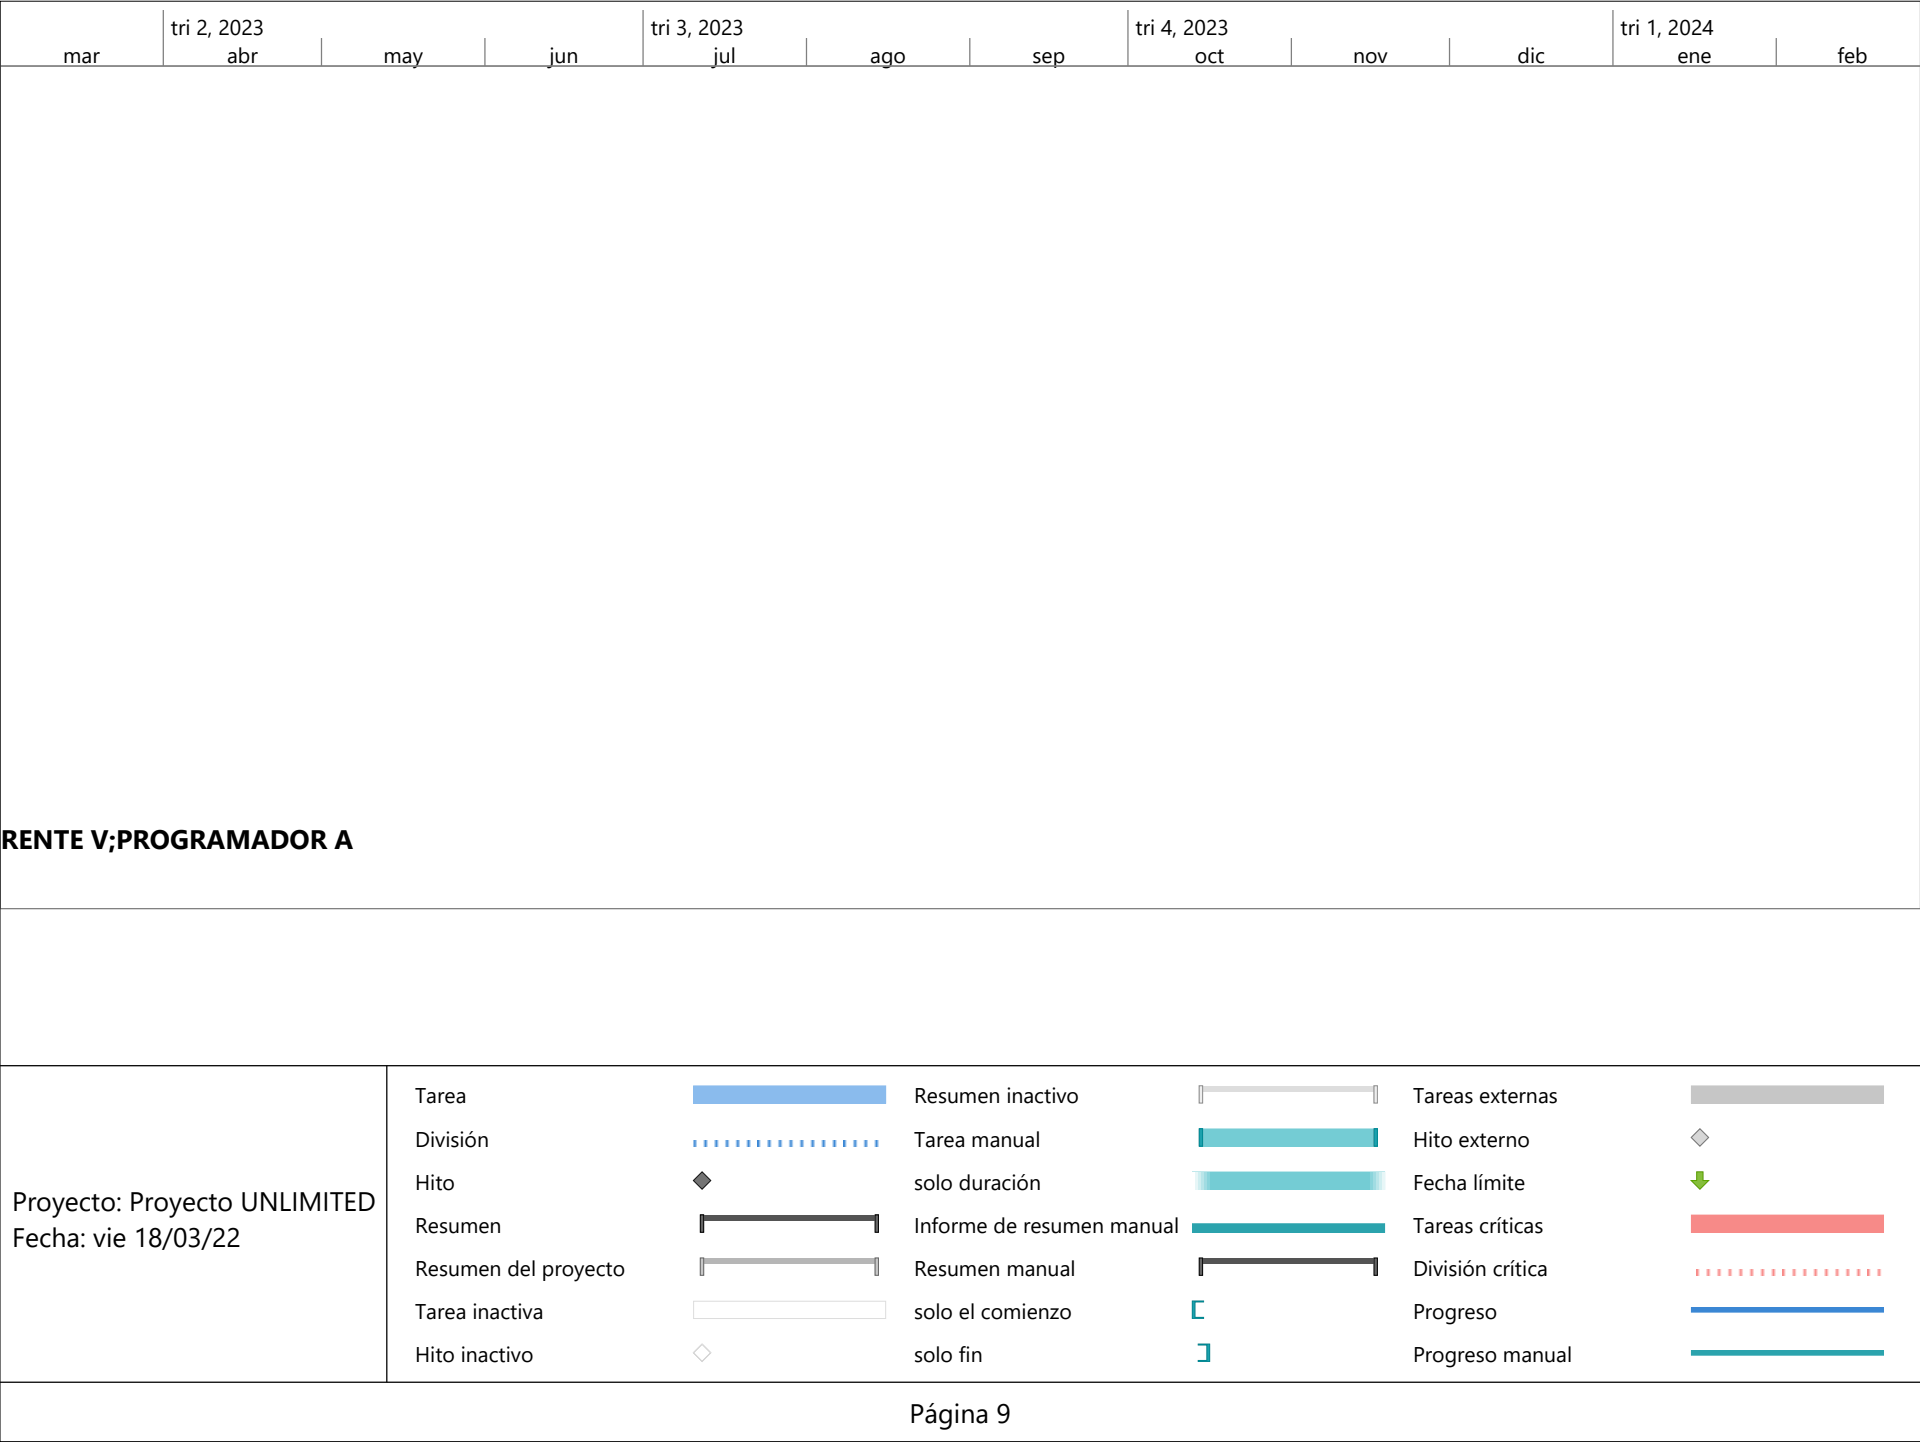 tri 2, 2023 tri 3, 2023 tri 4, 2023 tri 1, 2024
mar abr may jun jul ago sep oct nov dic ene feb
RENTE V;PROGRAMADOR A
Proyecto: Proyecto UNLIMITED
Fecha: vie 18/03/22
Tarea
División
Hito
Resumen
Resumen del proyecto
Tarea inactiva
Hito inactivo
Resumen inactivo
Tarea manual
solo duración
Informe de resumen manual
Resumen manual
solo el comienzo
solo fin
Tareas externas
Hito externo
Fecha límite
Tareas críticas
División crítica
Progreso
Progreso manual
Página 9